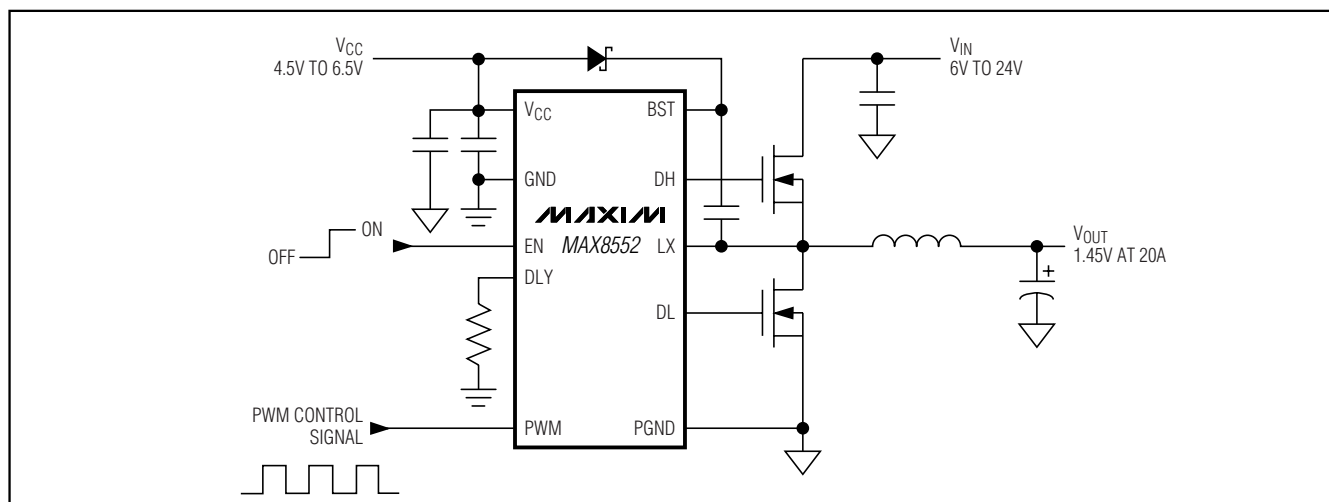 VCC
4.5V TO 6.5V
VIN
6V TO 24V
VCC
BST
GND
DH
MAXIM
MAX8552
OFF
ON
EN
LX
VOUT
1.45V AT 20A
+
DLY
DL
PWM CONTROL
SIGNAL
PWM
PGND